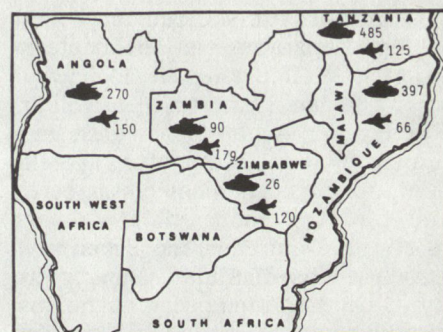 TANZANIA
485
125
ANGOLA
270
150
ZAMBIA
90
179
MALAWI
397
66
ZIMBABWE
26
120
MOZAMBIQUE
SOUTH WEST
AFRICA
BOTSWANA
SOUTH AFRICA